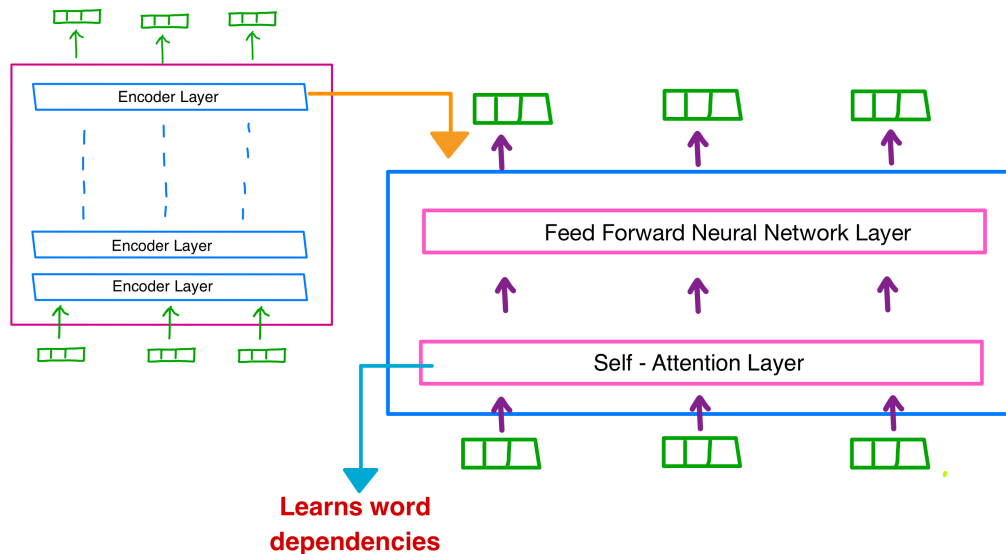 Encoder Layer
Encoder Layer
Encoder Layer
Feed Forward Neural Network Layer
Self - Attention Layer
Learns word
dependencies